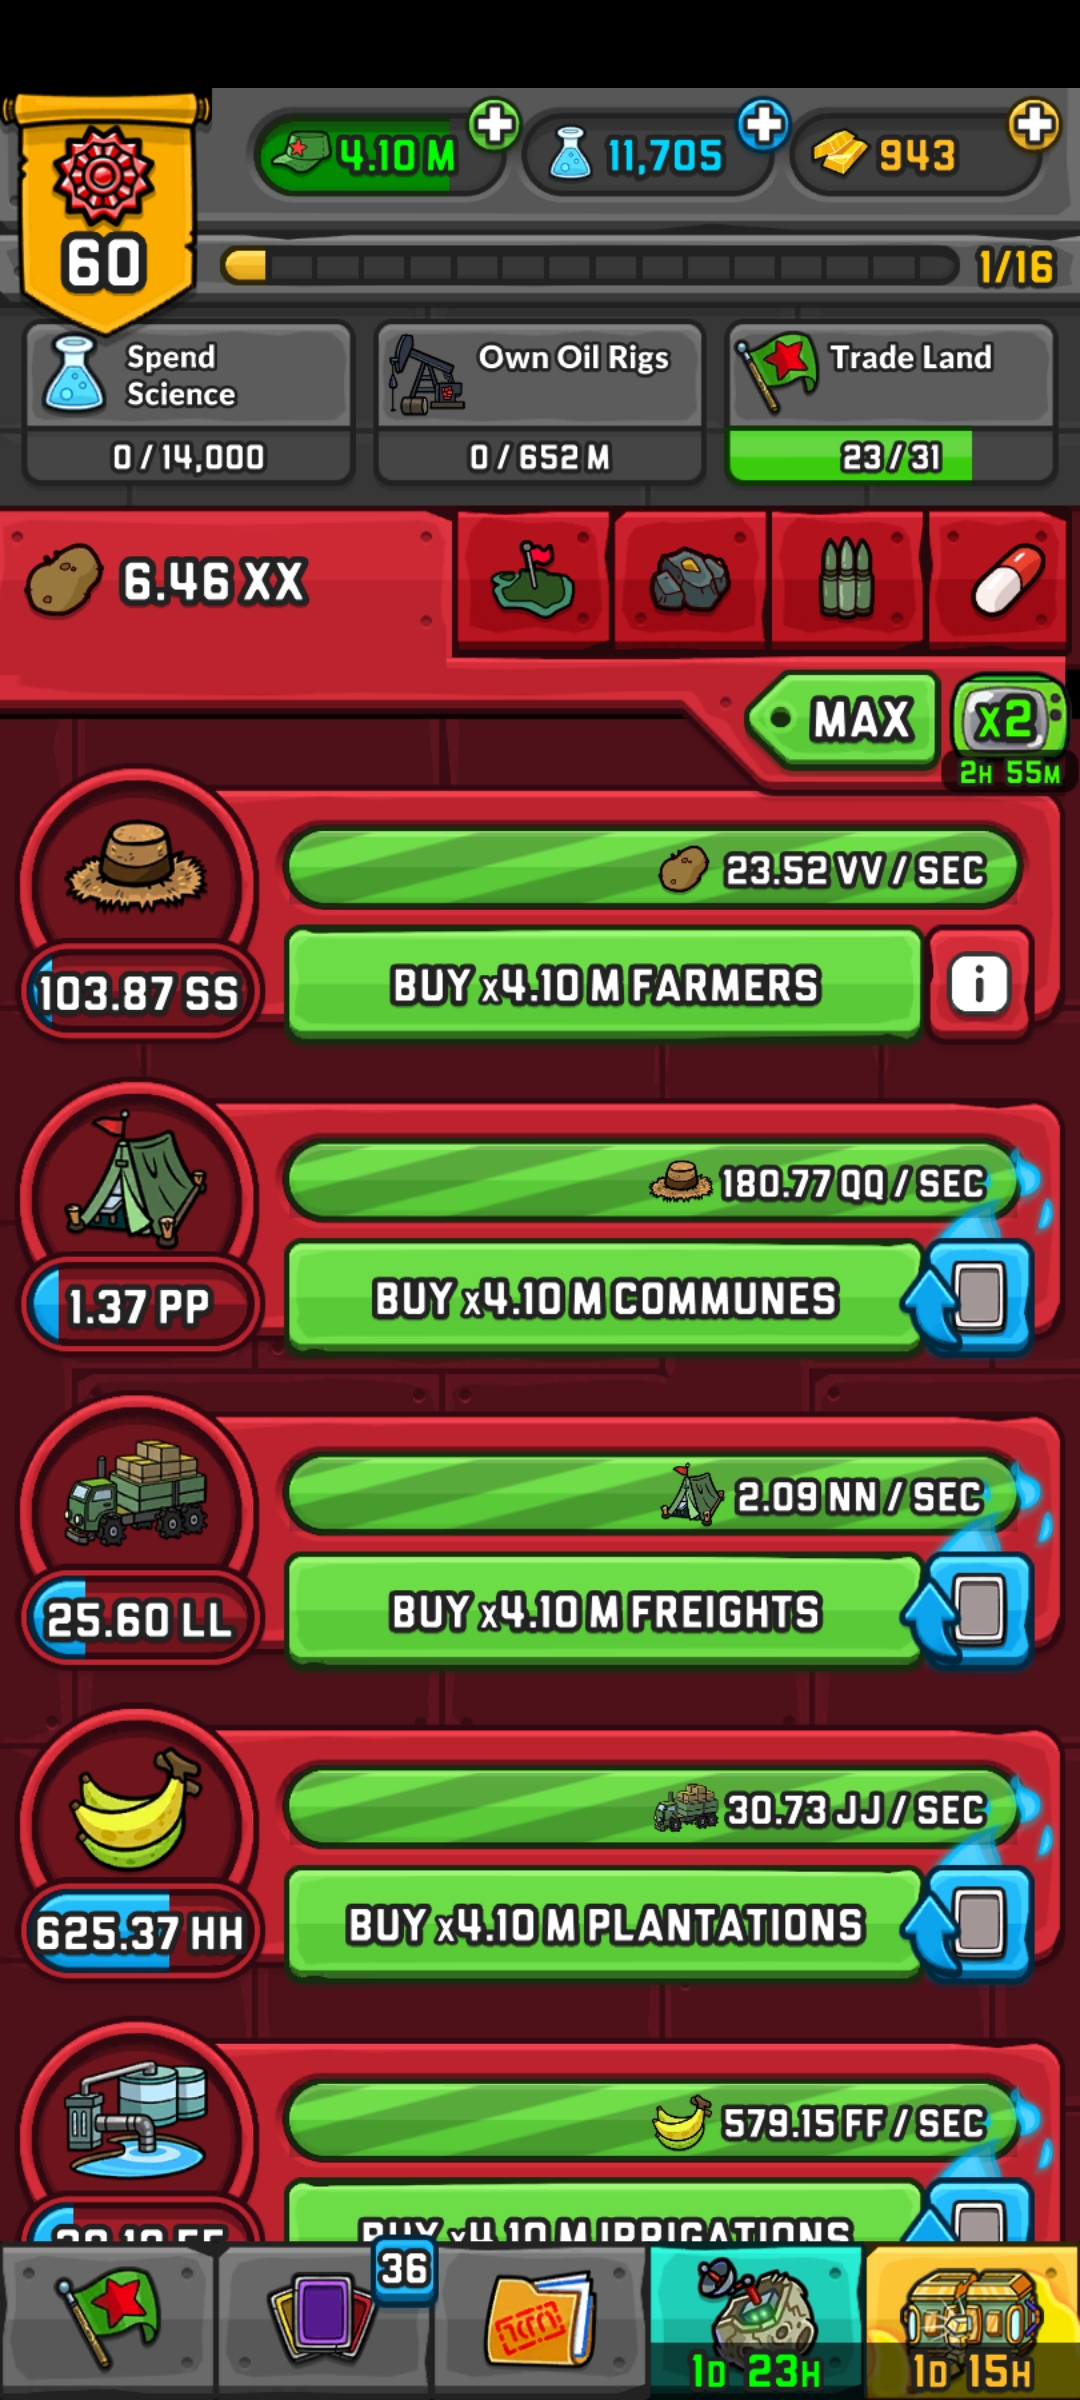 4.10 M
11,705
943
60
1/16
Spend
Science
0/14,000
Own Oil Rigs
0/652 M
Trade Land
23/31
6.46 XX
MAX
x2
2H 55M
23.52 VV / SEC
103.87 SS
BUY x4.10 M FARMERS
i
180.77 QQ / SEC
1.37 PP
BUY x4.10 M COMMUNES
2.09 NN / SEC
25.60 LL
BUY x4.10 M FREIGHTS
30.73 JJ / SEC
625.37 HH
BUY x4.10 M PLANTATIONS
579.15 FF / SEC
BUY x4.10 M IRRIGATIONS
36
1D 23H
1D 15H